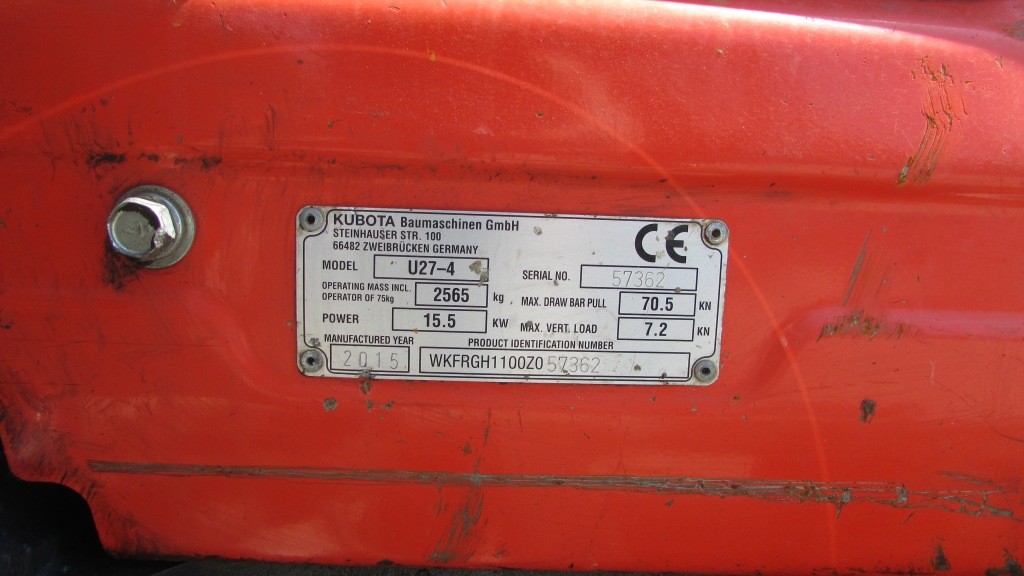 KUBOTA Baumaschinen GmbH
STEINHAUSER STR. 100
66482 ZWEIBRÜCKEN GERMANY
CE
MODEL U27-4
SERIAL NO. 57362
OPERATING MASS INCL.
OPERATOR OF 75kg 2565 kg
MAX. DRAW BAR PULL 70.5 KN
POWER 15.5 KW
MAX. VERT. LOAD 7.2 KN
MANUFACTURED YEAR PRODUCT IDENTIFICATION NUMBER
2015 WKFRGH1100Z057362